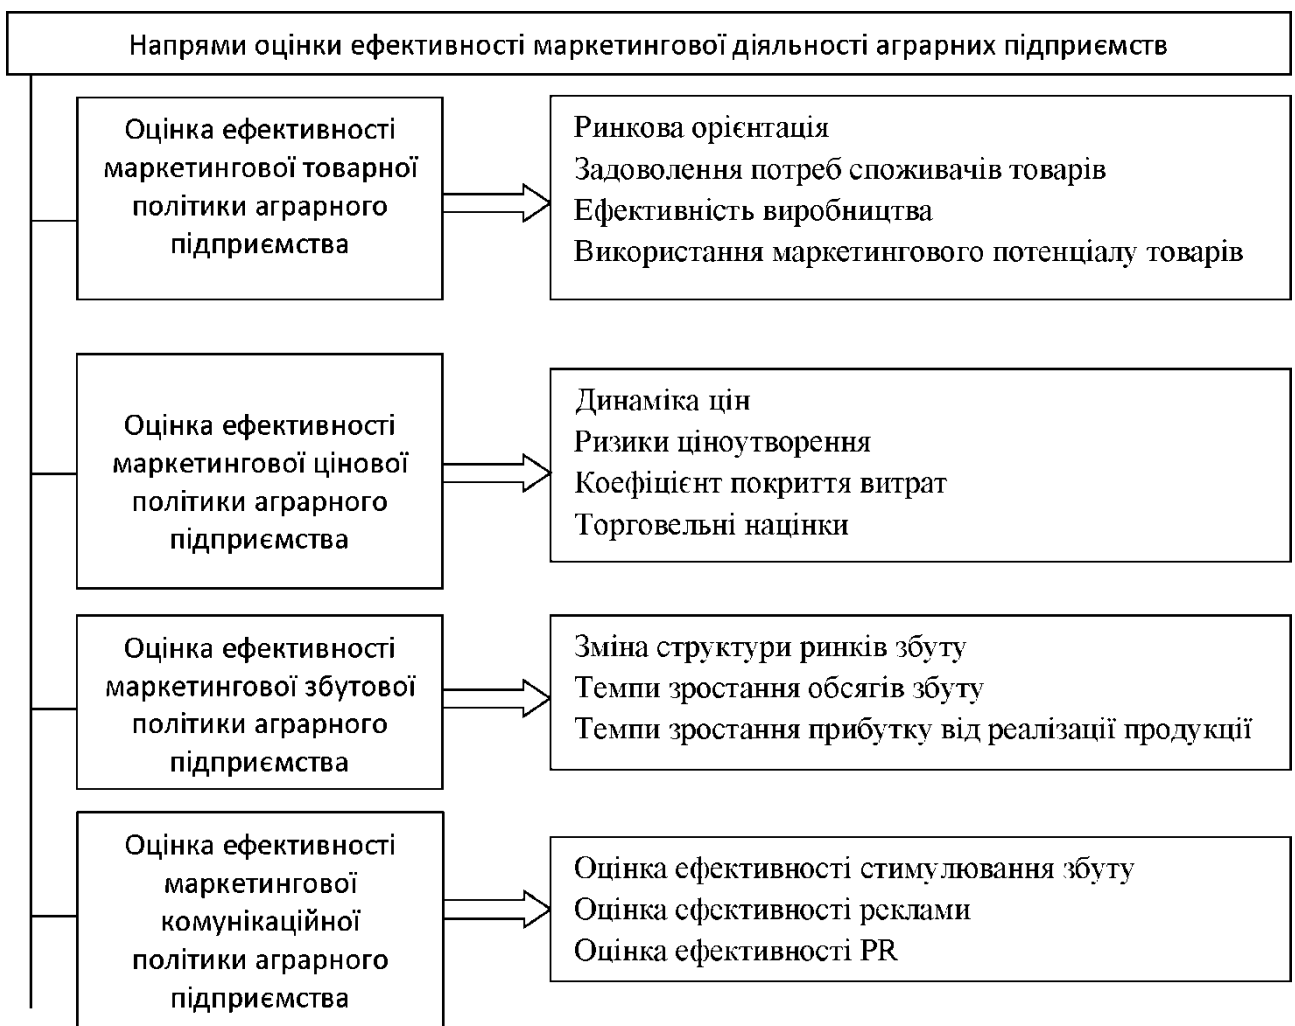 Напрями оцінки ефективності маркетингової діяльності аграрних підприємств
Оцінка ефективності
маркетингової товарної
політики аграрного
підприємства
Ринкова орієнтація
Задоволення потреб споживачів товарів
Ефективність виробництва
Використання маркетингового потенціалу товарів
Оцінка ефективності
маркетингової цінової
політики аграрного
підприємства
Динаміка цін
Ризики ціноутворення
Коефіцієнт покриття витрат
Торговельні націнки
Оцінка ефективності
маркетингової збутової
політики аграрного
підприємства
Зміна структури ринків збуту
Темпи зростання обсягів збуту
Темпи зростання прибутку від реалізації продукції
Оцінка ефективності
маркетингової
комунікаційної
політики аграрного
підприємства
Оцінка ефективності стимулювання збуту
Оцінка ефективності реклами
Оцінка ефективності PR